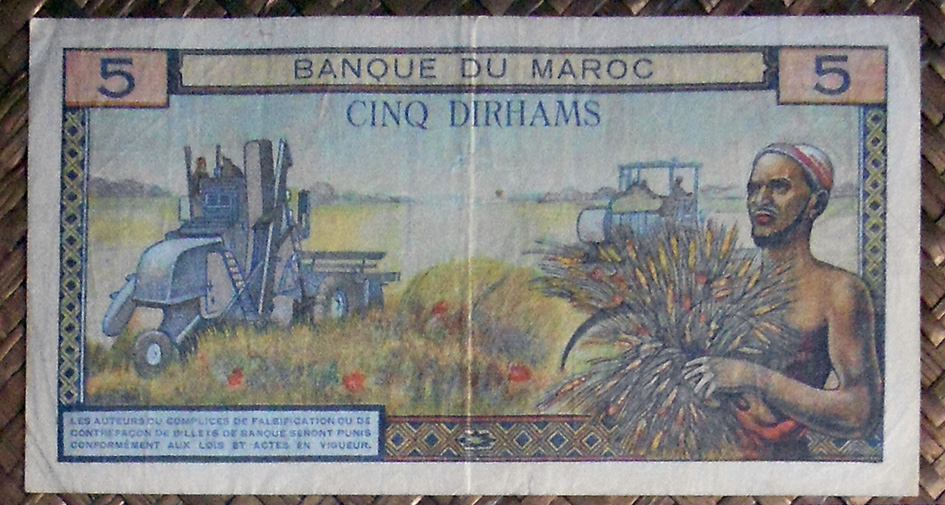 5 BANQUE DU MAROC 5
CINQ DIRHAMS
LES AUTEURS OU COMPLICES DE FALSIFICATION OU DE
CONTREFAÇON DE BILLETS DE BANQUE SERONT PUNIS
CONFORMÉMENT AUX LOIS ET ACTES EN VIGUEUR.